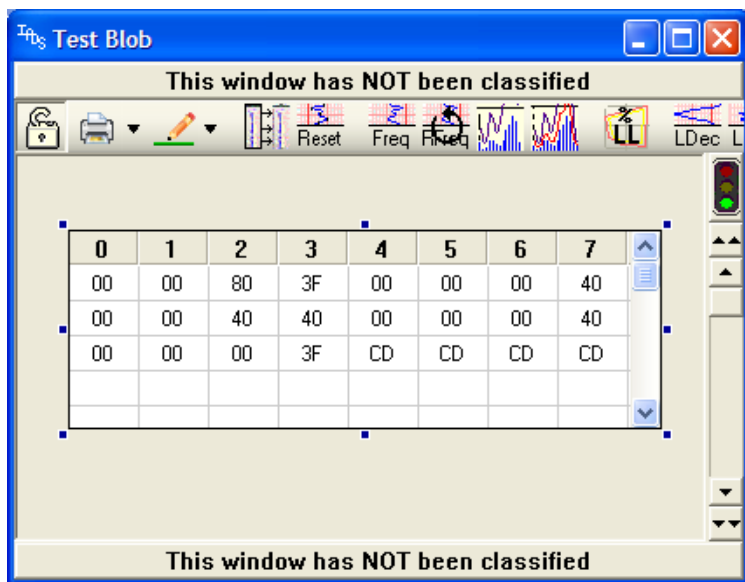 IADS Test Blob
This window has NOT been classified
Reset Freq % LL LDec L
0 1 2 3 4 5 6 7
00 00 80 3F 00 00 00 40
00 00 40 40 00 00 00 40
00 00 00 3F CD CD CD CD
This window has NOT been classified